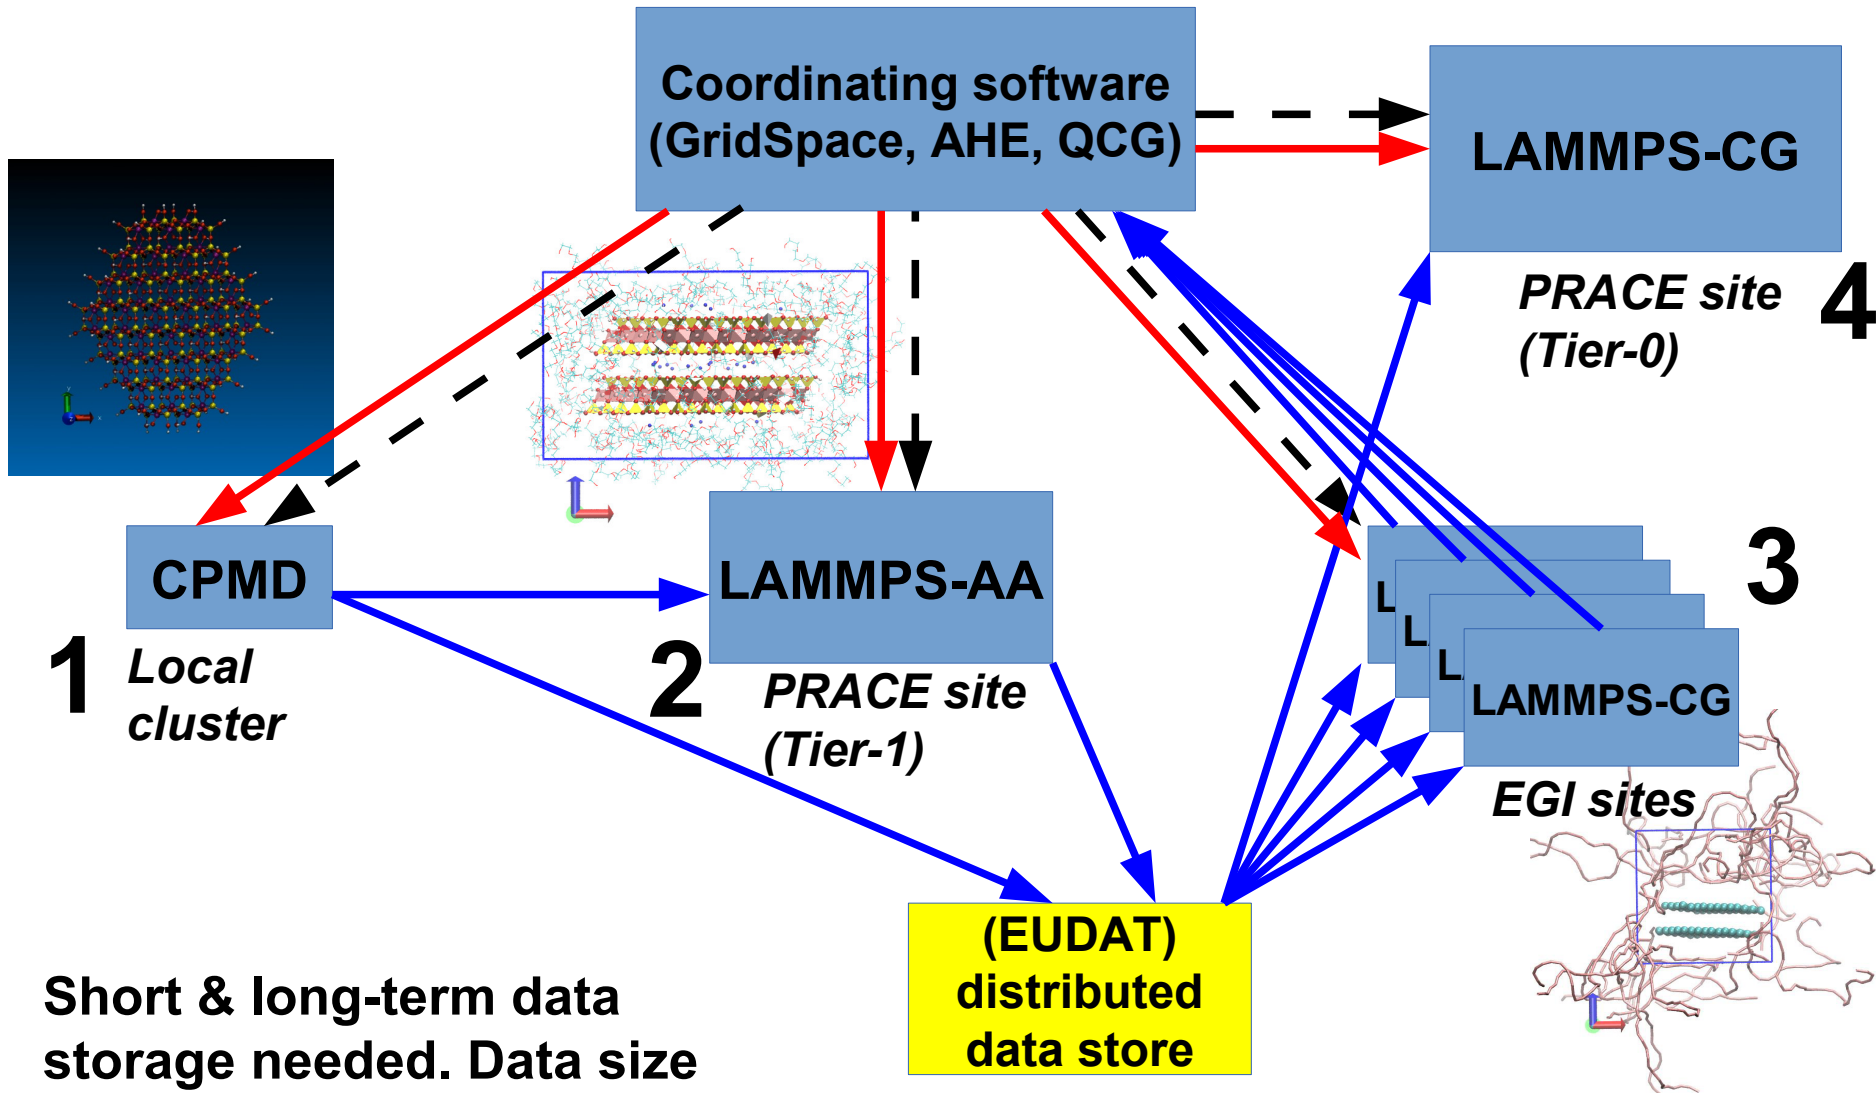 Coordinating software
(GridSpace, AHE, QCG)
LAMMPS-CG
PRACE site
(Tier-0)
4
CPMD
1
Local
cluster
LAMMPS-AA
2
PRACE site
(Tier-1)
3
L
L
L
LAMMPS-CG
EGI sites
(EUDAT)
distributed
data store
Short & long-term data
storage needed. Data size